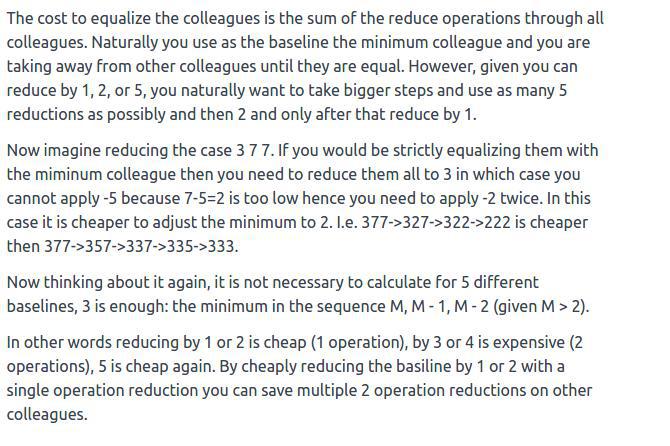 The cost to equalize the colleagues is the sum of the reduce operations through all
colleagues. Naturally you use as the baseline the minimum colleague and you are
taking away from other colleagues until they are equal. However, given you can
reduce by 1, 2, or 5, you naturally want to take bigger steps and use as many 5
reductions as possibly and then 2 and only after that reduce by 1.
Now imagine reducing the case 3 7 7. If you would be strictly equalizing them with
the miminum colleague then you need to reduce them all to 3 in which case you
cannot apply -5 because 7-5=2 is too low hence you need to apply -2 twice. In this
case it is cheaper to adjust the minimum to 2. I.e. 377->327->322->222 is cheaper
then 377->357->337->335->333.
Now thinking about it again, it is not necessary to calculate for 5 different
baselines, 3 is enough: the minimum in the sequence M, M - 1, M - 2 (given M > 2).
In other words reducing by 1 or 2 is cheap (1 operation), by 3 or 4 is expensive (2
operations), 5 is cheap again. By cheaply reducing the basiline by 1 or 2 with a
single operation reduction you can save multiple 2 operation reductions on other
colleagues.